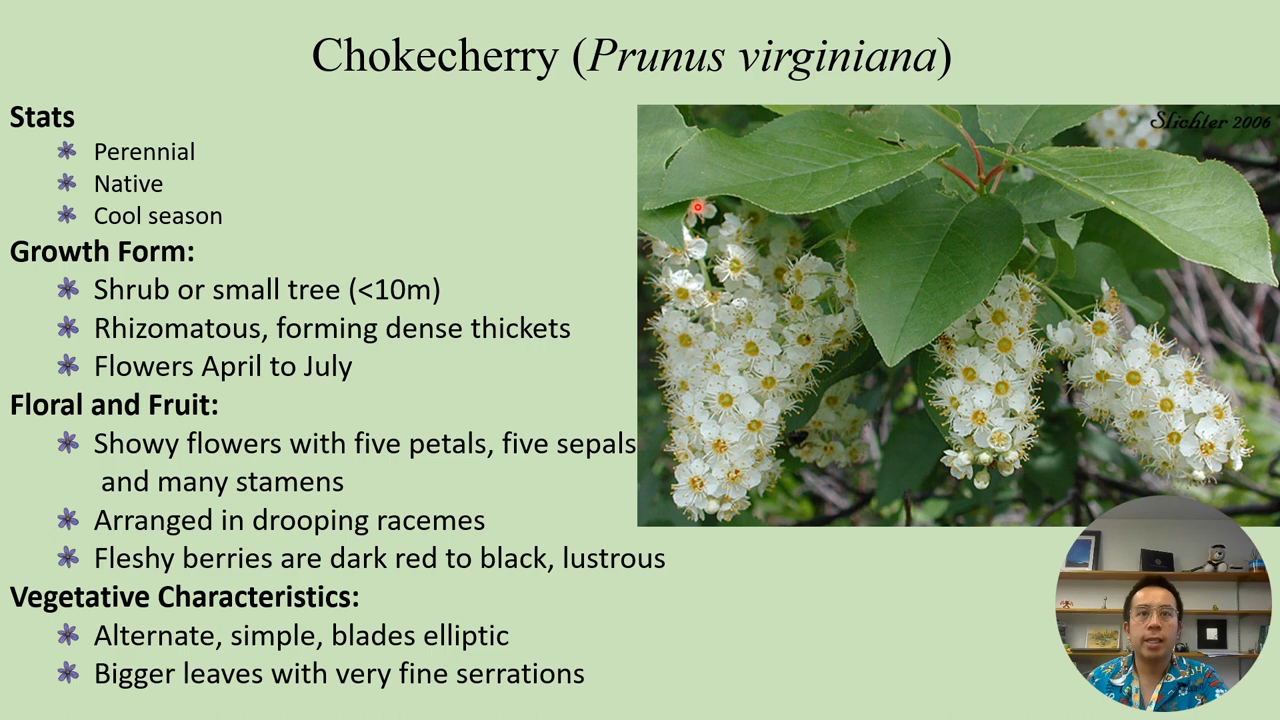 Chokecherry (Prunus virginiana)
Stats
Perennial
Native
Cool season
Growth Form:
Shrub or small tree (<10m)
Rhizomatous, forming dense thickets
Flowers April to July
Floral and Fruit:
Showy flowers with five petals, five sepals
and many stamens
Arranged in drooping racemes
Fleshy berries are dark red to black, lustrous
Vegetative Characteristics:
Alternate, simple, blades elliptic
Bigger leaves with very fine serrations
Slichter 2006